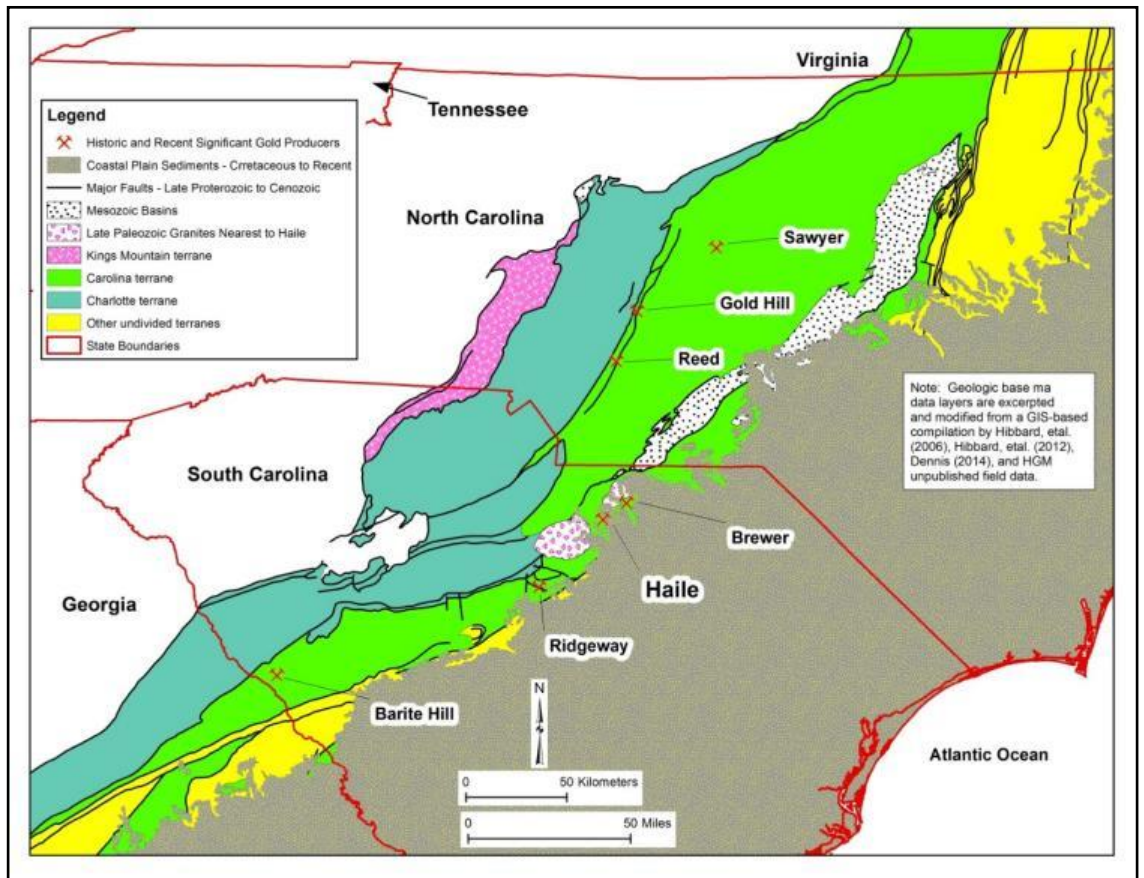 Virginia
Tennessee
Legend
Historic and Recent Significant Gold Producers
Coastal Plain Sediments - Crretaceous to Recent
Major Faults - Late Proterozoic to Cenozoic
Mesozoic Basins
Late Paleozoic Granites Nearest to Haile
Kings Mountain terrane
Carolina terrane
Charlotte terrane
Other undivided terranes
State Boundaries
North Carolina
Sawyer
Gold Hill
Reed
Note: Geologic base ma
data layers are excerpted
and modified from a GIS-based
compilation by Hibbard, etal.
(2006), Hibbard, etal. (2012),
Dennis (2014), and HGM
unpublished field data.
South Carolina
Brewer
Haile
Georgia
Ridgeway
Barite Hill
N
Atlantic Ocean
0 50 Kilometers
0 50 Miles